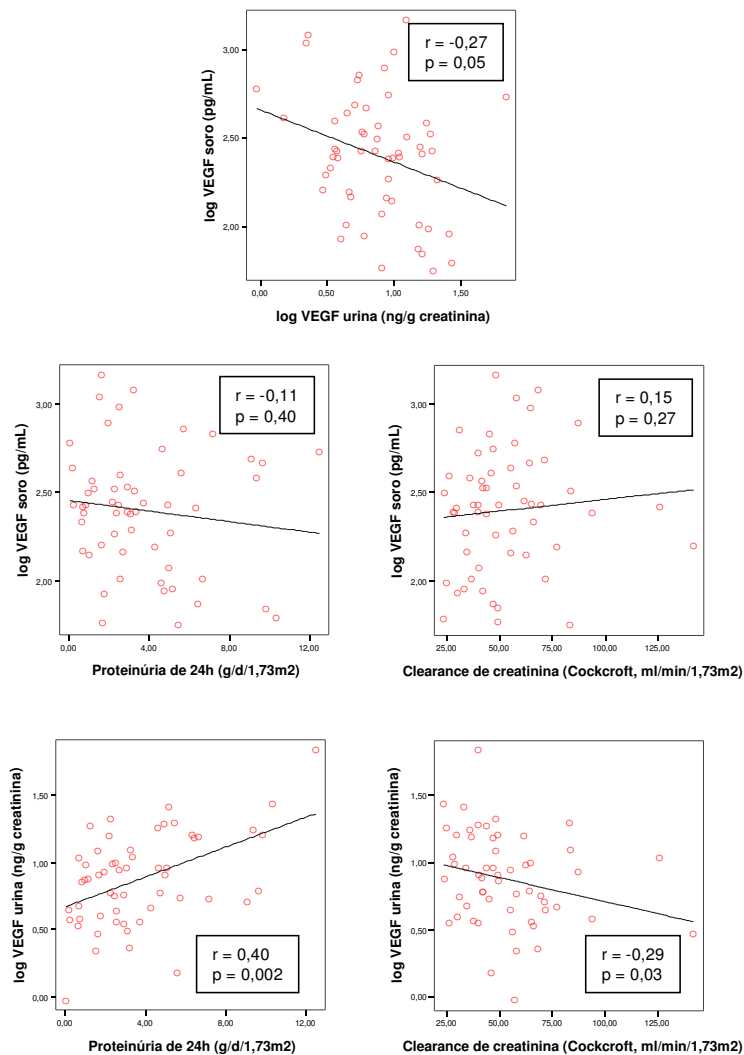 r = -0,27
p = 0,05
3,00
2,50
2,00
log VEGF soro (pg/mL)
0,00 0,50 1,00 1,50
log VEGF urina (ng/g creatinina)
r = -0,11
p = 0,40
3,00
2,50
2,00
log VEGF soro (pg/mL)
0,00 4,00 8,00 12,00
Proteinúria de 24h (g/d/1,73m2)
r = 0,15
p = 0,27
3,00
2,50
2,00
log VEGF soro (pg/mL)
25,00 50,00 75,00 100,00 125,00
Clearance de creatinina (Cockcroft, ml/min/1,73m2)
1,50
1,00
0,50
0,00
log VEGF urina (ng/g creatinina)
r = 0,40
p = 0,002
0,00 4,00 8,00 12,00
Proteinúria de 24h (g/d/1,73m2)
1,50
1,00
0,50
0,00
log VEGF urina (ng/g creatinina)
r = -0,29
p = 0,03
25,00 50,00 75,00 100,00 125,00
Clearance de creatinina (Cockcroft, ml/min/1,73m2)